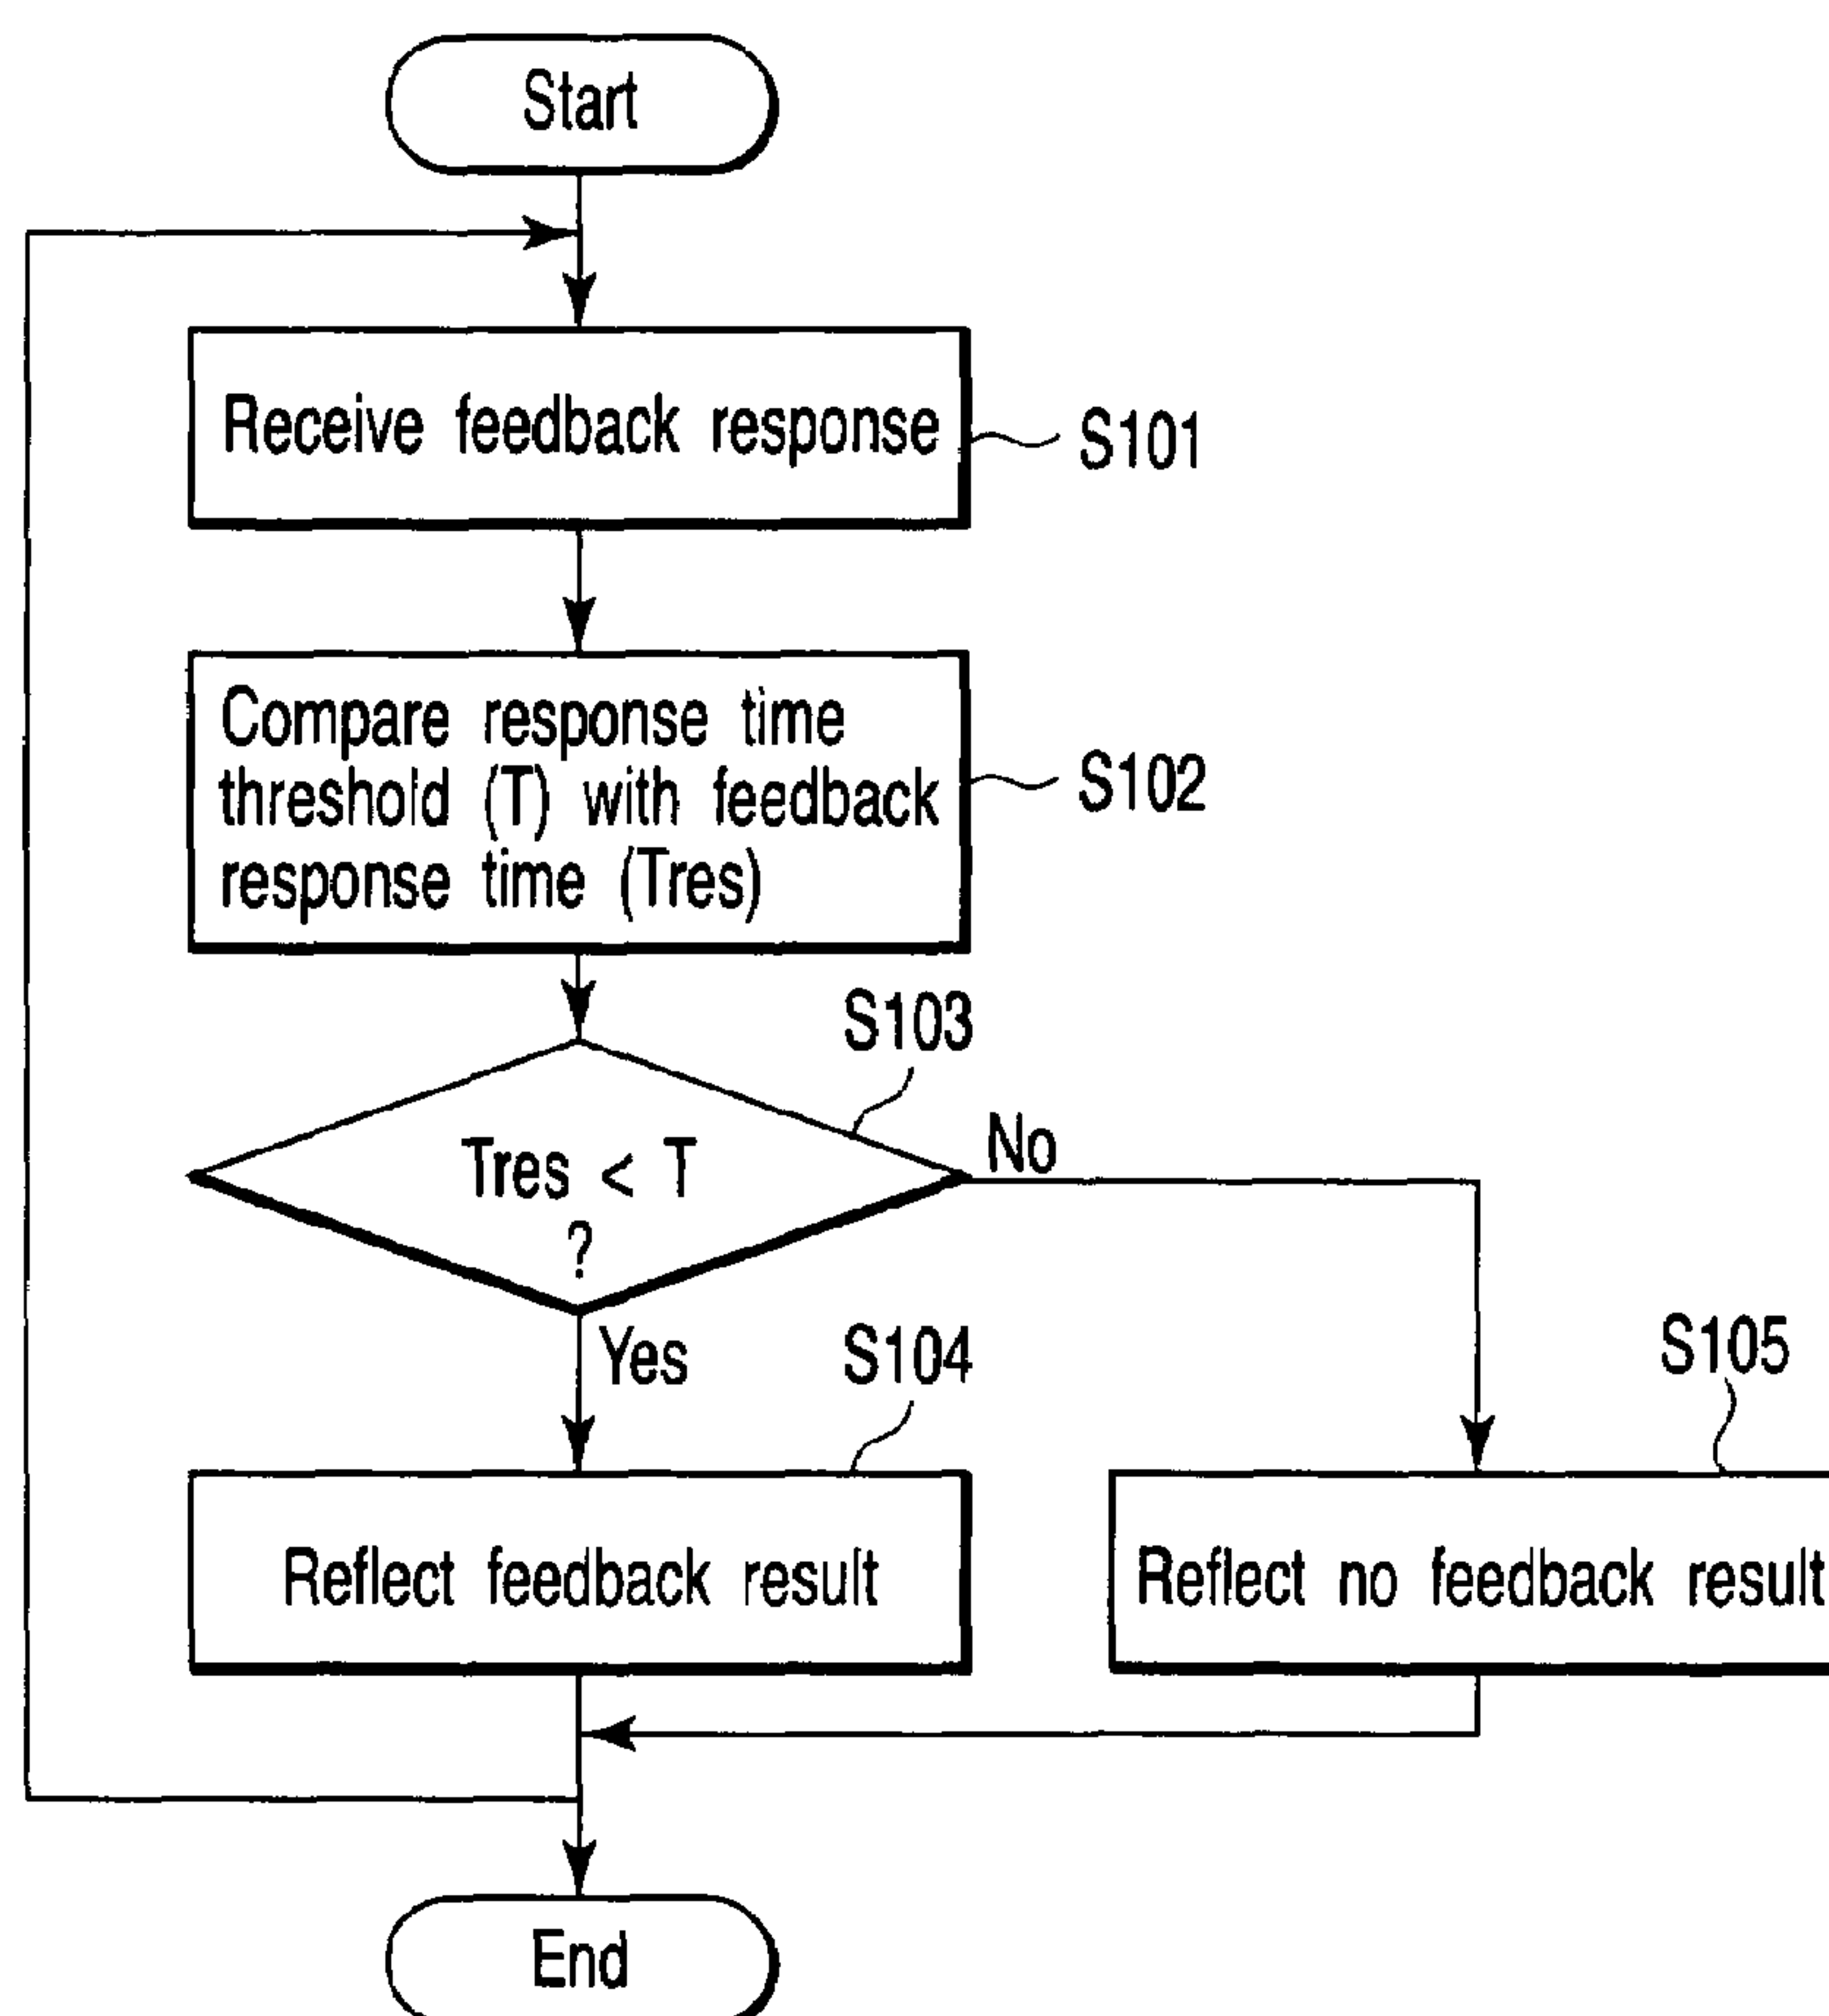 Start
Receive feedback response
S101
Compare response time
threshold (T) with feedback
response time (Tres)
S102
S103
Tres < T
?
No
Yes
S104
S105
Reflect feedback result
Reflect no feedback result
End